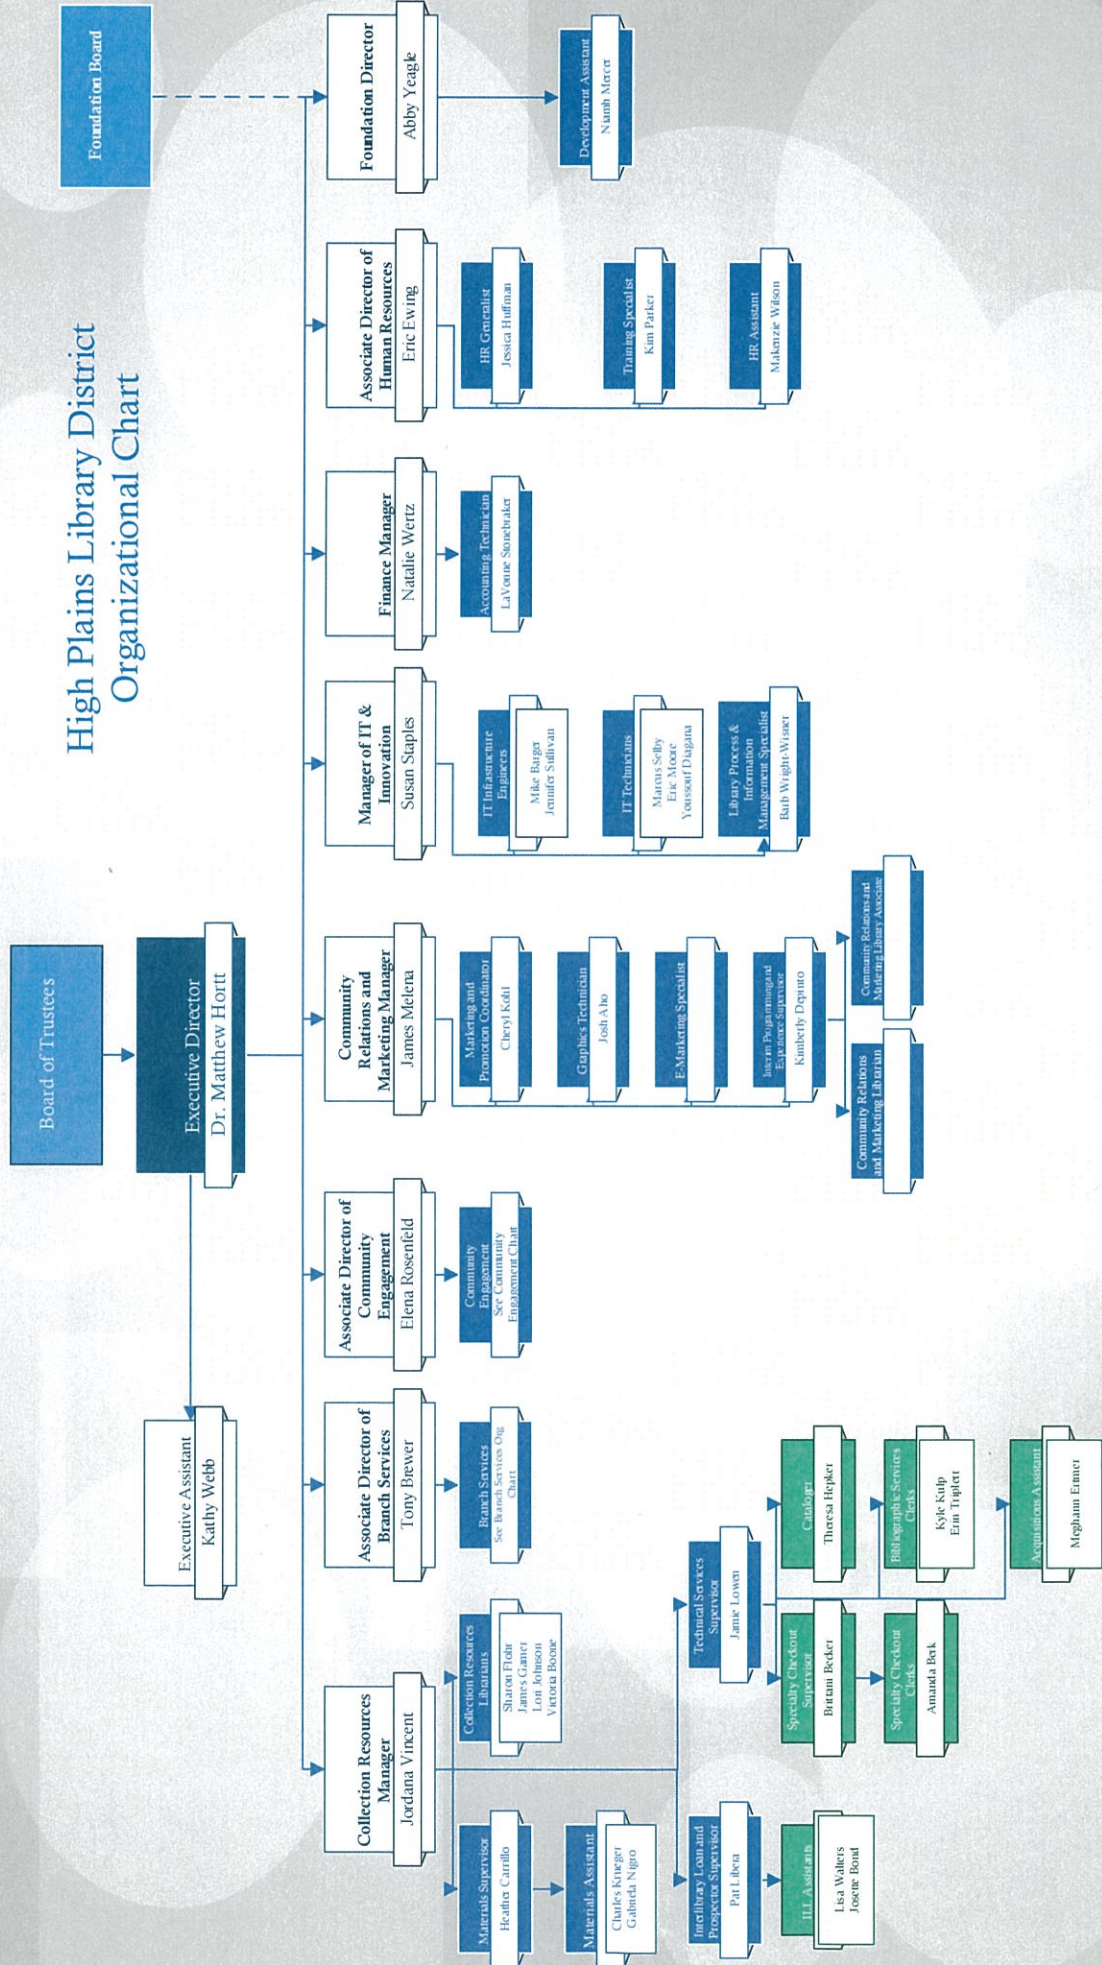 High Plains Library District
Organizational Chart
Board of Trustees
Foundation Board
Executive Director
Dr. Matthew Hortt
Executive Assistant
Kathy Webb
Collection Resources
Manager
Jordana Vincent
Associate Director of
Branch Services
Tony Brewer
Associate Director of
Community
Engagement
Elena Rosenfeld
Community
Relations and
Marketing Manager
James Melena
Manager of IT &
Innovation
Susan Staples
Finance Manager
Natalie Wertz
Associate Director of
Human Resources
Eric Ewing
Foundation Director
Abby Yeagle
Materials Supervisor
Heather Carrillo
Materials Assistant
Charles Krueger
Gabriela Nigro
Collection Resources
Librarians
Sharon Flohr
James Garner
Lori Johnson
Victoria Boone
Interlibrary Loan and
Prospector Supervisor
Pat Libera
ILL Assistants
Lisa Walters
Josette Bond
Technical Services
Supervisor
Jamie Lowen
Specialty Checkout
Supervisor
Brittani Becker
Specialty Checkout
Clerks
Amanda Berk
Cataloger
Theresa Hepker
Bibliographic Services
Clerks
Kyle Kulp
Erin Triplett
Acquisitions Assistant
Meghann Ertmer
Branch Services
See Branch Services Org
Chart
Community
Engagement
See Community
Engagement Chart
Marketing and
Promotion Coordinator
Cheryl Kohl
Graphics Technician
Josh Aho
E-Marketing Specialist
Interim Programming and
Experience Supervisor
Kimberly Depinto
Community Relations
and Marketing Librarian
Community Relations and
Marketing Library Associate
IT Infrastructure
Engineers
Mike Barger
Jennifer Sullivan
IT Technicians
Marcus Selby
Eric Moore
Youssouf Diagana
Library Process &
Information
Management Specialist
Barb Wright-Wisner
Accounting Technician
LaVonne Stonebraker
HR Generalist
Jessica Huffman
Training Specialist
Kim Parker
HR Assistant
Makenzie Wilson
Development Assistant
Niamh Mercer